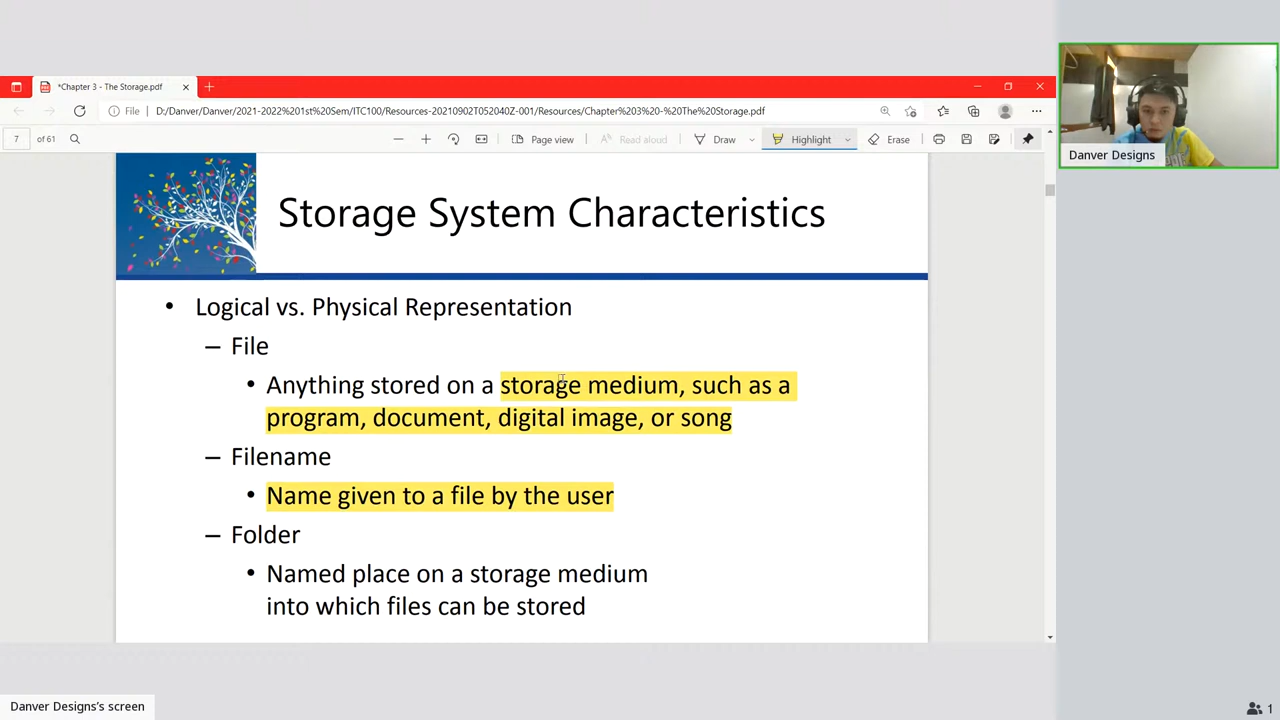 *Chapter 3 - The Storage.pdf
File
D:/Danver/Danver/2021-2022%201st%20Sem/ITC100/Resources-20210902T052040Z-001/Resources/Chapter%203%20-%20The%20Storage.pdf
7 of 61
Page view
Read aloud
Draw
Highlight
Erase
Danver Designs
Storage System Characteristics
• Logical vs. Physical Representation
– File
• Anything stored on a storage medium, such as a
program, document, digital image, or song
– Filename
• Name given to a file by the user
– Folder
• Named place on a storage medium
into which files can be stored
Danver Designs's screen
1